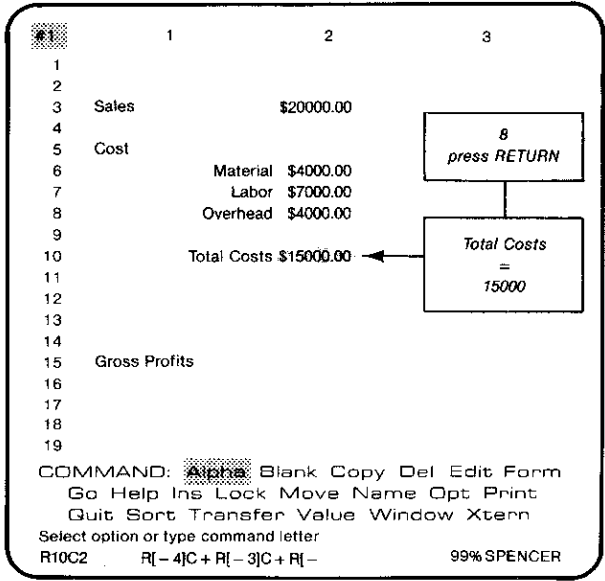 #1 1 2 3
1
2
3 Sales $20000.00
4
5 Cost
6 Material $4000.00
7 Labor $7000.00
8 Overhead $4000.00
9
10 Total Costs $15000.00
11
12
13
14
15 Gross Profits
16
17
18
19
8
press RETURN
Total Costs
=
15000
COMMAND: Alpha Blank Copy Del Edit Form
Go Help Ins Lock Move Name Opt Print
Quit Sort Transfer Value Window Xtern
Select option or type command letter
R10C2 R[-4]C+R[-3]C+R[- 99% SPENCER